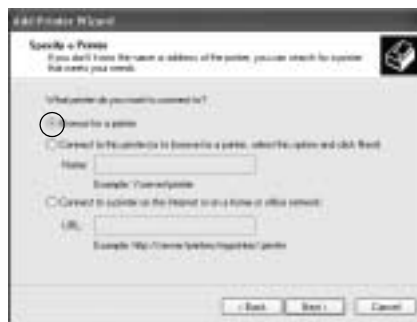 Add Printer Wizard
Specify a Printer
If you don't know the name or address of the printer, you can search for a printer
that meets your needs.
What printer do you want to connect to?
Browse for a printer
Connect to this printer (or to browse for a printer, select this option and click Next):
Name:
Example: \\server\printer
Connect to a printer on the Internet or on a home or office network:
URL:
Example: http://server/printers/myprinter/.printer
< Back Next > Cancel